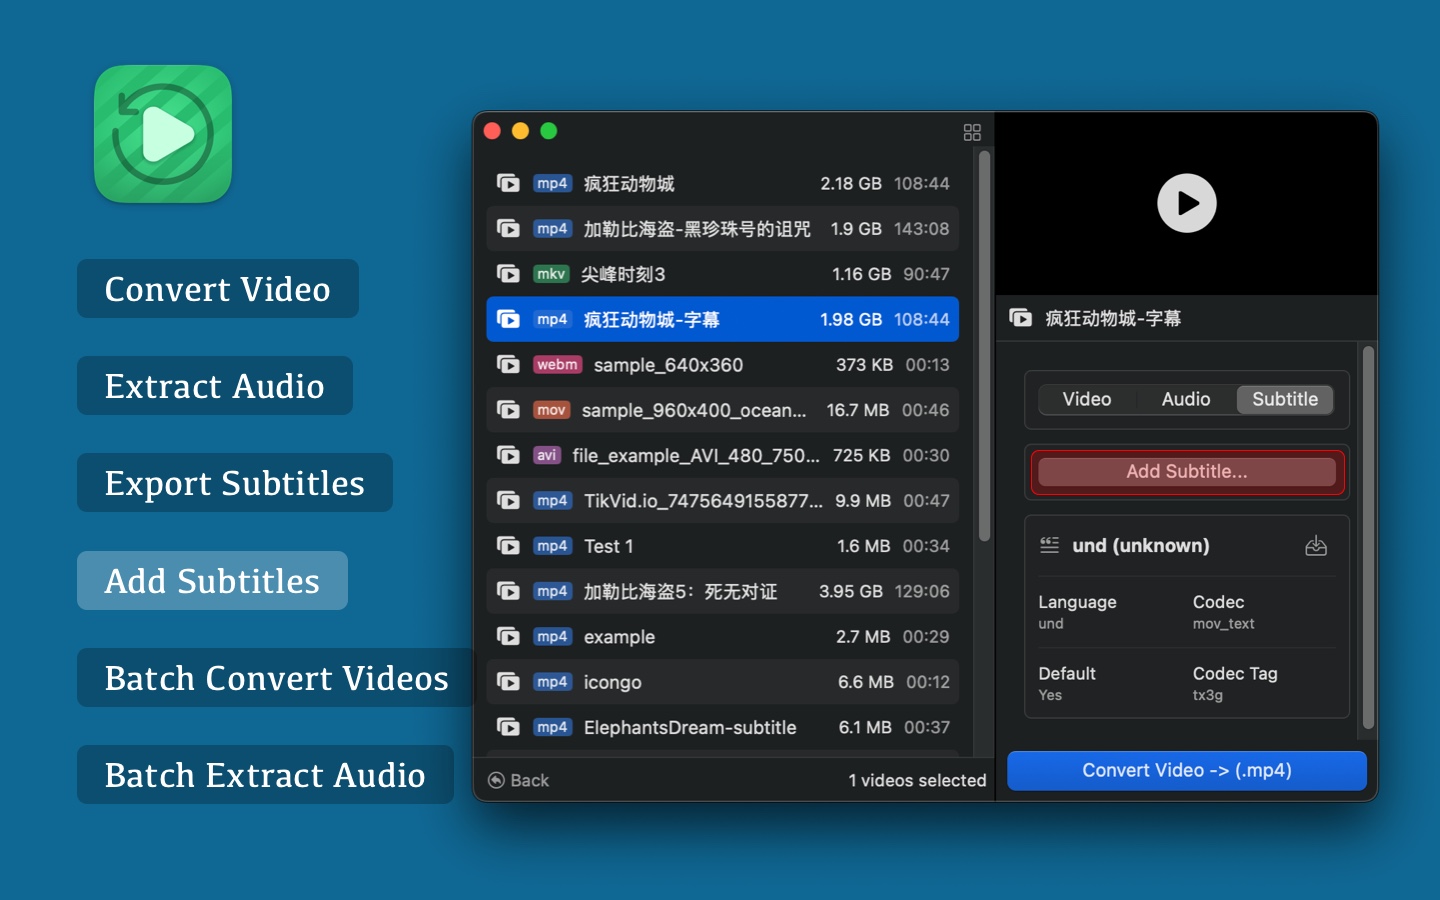 Convert Video
Extract Audio
Export Subtitles
Add Subtitles
Batch Convert Videos
Batch Extract Audio
mp4 疯狂动物城 2.18 GB 108:44
mp4 加勒比海盗-黑珍珠号的诅咒 1.9 GB 143:08
mkv 尖峰时刻3 1.16 GB 90:47
mp4 疯狂动物城-字幕 1.98 GB 108:44
webm sample_640x360 373 KB 00:13
mov sample_960x400_ocean... 16.7 MB 00:46
avi file_example_AVI_480_750... 725 KB 00:30
mp4 TikVid.io_7475649155877... 9.9 MB 00:47
mp4 Test 1 1.6 MB 00:34
mp4 加勒比海盗5：死无对证 3.95 GB 129:06
mp4 example 2.7 MB 00:29
mp4 icongo 6.6 MB 00:12
mp4 ElephantsDream-subtitle 6.1 MB 00:37
Back 1 videos selected
疯狂动物城-字幕
Video Audio Subtitle
Add Subtitle...
und (unknown)
Language Codec
und mov_text
Default Codec Tag
Yes tx3g
Convert Video -> (.mp4)